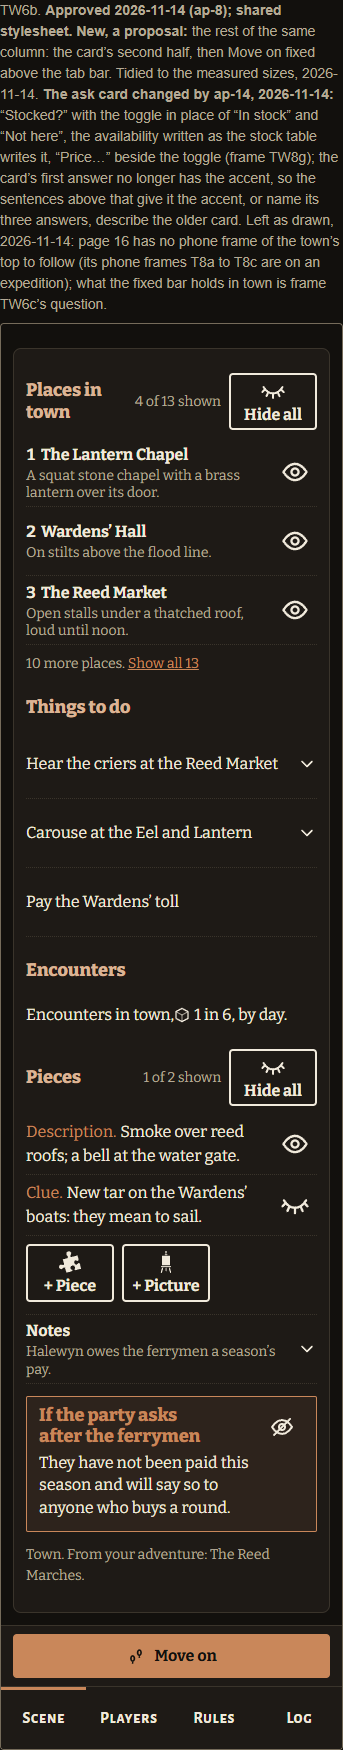 TW6b. Approved 2026-11-14 (ap-8); shared
stylesheet. New, a proposal: the rest of the same
column: the card’s second half, then Move on fixed
above the tab bar. Tidied to the measured sizes, 2026-
11-14. The ask card changed by ap-14, 2026-11-14:
“Stocked?” with the toggle in place of “In stock” and
“Not here”, the availability written as the stock table
writes it, “Price…” beside the toggle (frame TW8g); the
card’s first answer no longer has the accent, so the
sentences above that give it the accent, or name its
three answers, describe the older card. Left as drawn,
2026-11-14: page 16 has no phone frame of the town’s
top to follow (its phone frames T8a to T8c are on an
expedition); what the fixed bar holds in town is frame
TW6c’s question.
Places in
town
4 of 13 shown
Hide all
1 The Lantern Chapel
A squat stone chapel with a brass
lantern over its door.
2 Wardens’ Hall
On stilts above the flood line.
3 The Reed Market
Open stalls under a thatched roof,
loud until noon.
10 more places. Show all 13
Things to do
Hear the criers at the Reed Market
Carouse at the Eel and Lantern
Pay the Wardens’ toll
Encounters
Encounters in town, 1 in 6, by day.
Pieces
1 of 2 shown
Hide all
Description. Smoke over reed
roofs; a bell at the water gate.
Clue. New tar on the Wardens’
boats: they mean to sail.
+ Piece
+ Picture
Notes
Halewyn owes the ferrymen a season’s
pay.
If the party asks
after the ferrymen
They have not been paid this
season and will say so to
anyone who buys a round.
Town. From your adventure: The Reed
Marches.
Move on
Scene Players Rules Log